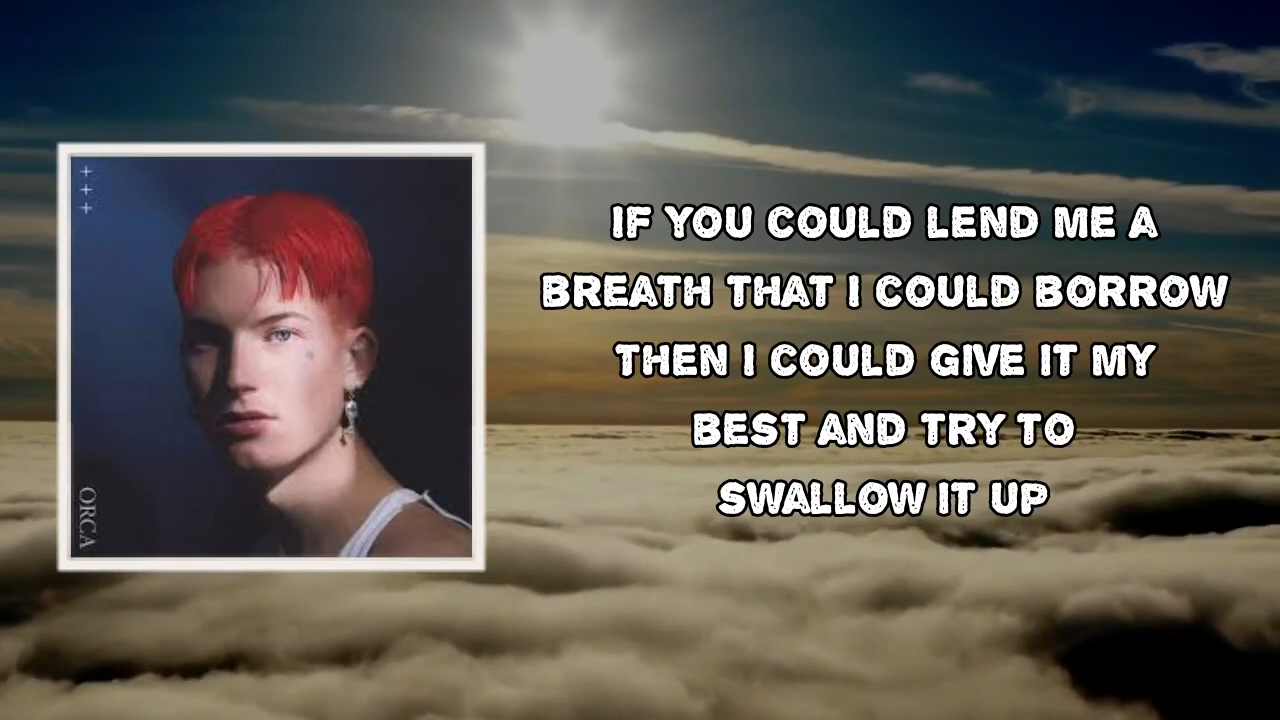 + + +
ORCA
IF YOU COULD LEND ME A
BREATH THAT I COULD BORROW
THEN I COULD GIVE IT MY
BEST AND TRY TO
SWALLOW IT UP